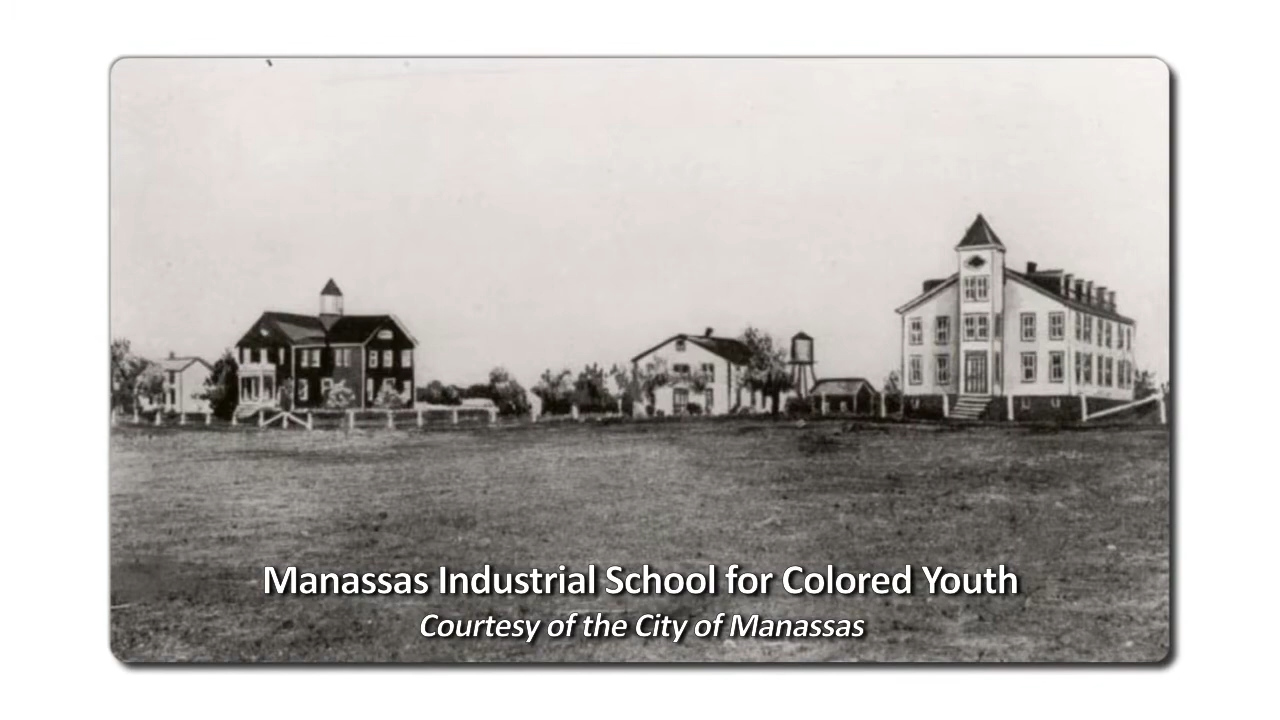 Manassas Industrial School for Colored Youth
Courtesy of the City of Manassas